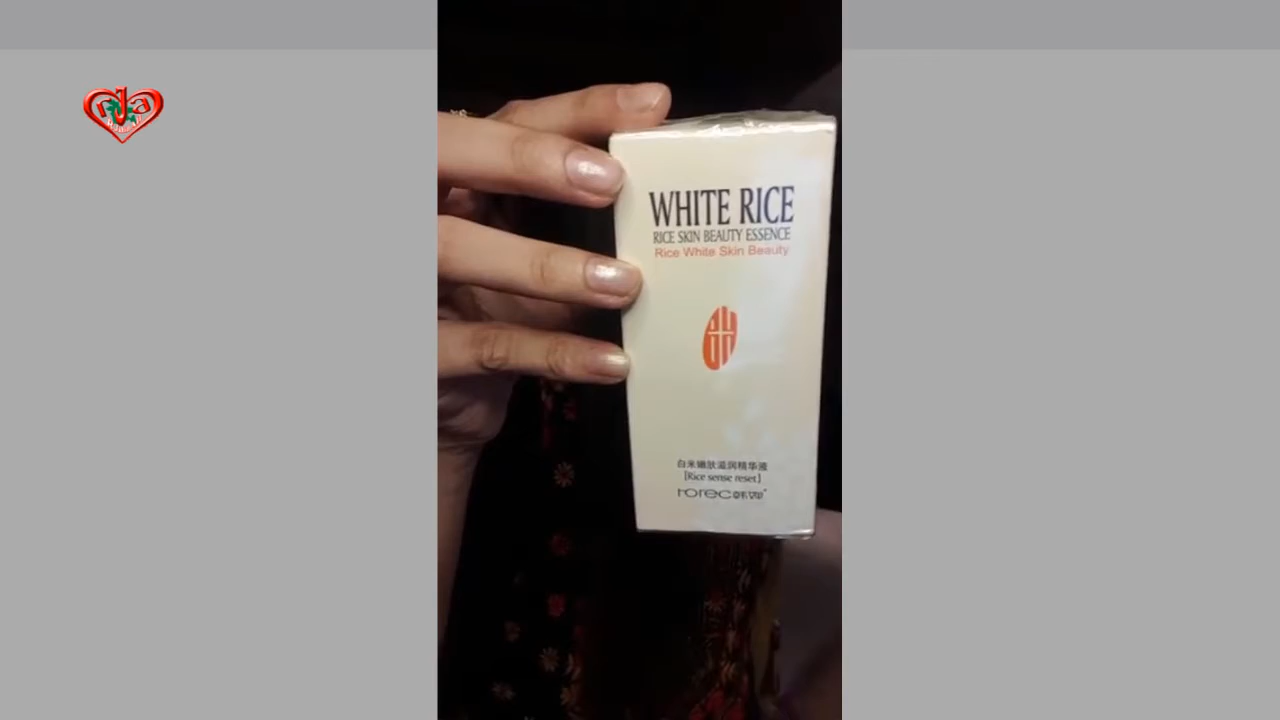 WHITE RICE
RICE SKIN BEAUTY ESSENCE
Rice White Skin Beauty
白米嫩肤滋润精华液
[Rice sense reset]
rorec